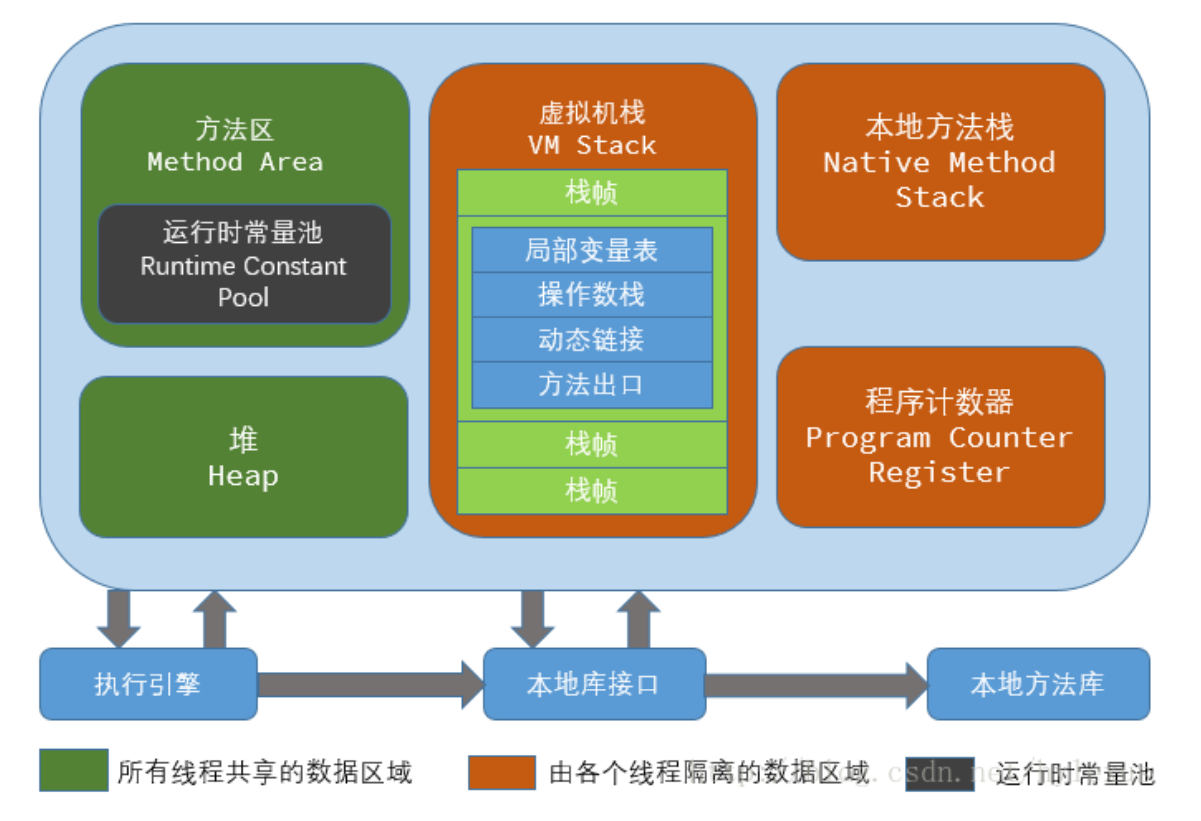 方法区
Method Area
运行时常量池
Runtime Constant
Pool
堆
Heap
虚拟机栈
VM Stack
栈帧
局部变量表
操作数栈
动态链接
方法出口
栈帧
栈帧
本地方法栈
Native Method
Stack
程序计数器
Program Counter
Register
执行引擎
本地库接口
本地方法库
所有线程共享的数据区域
由各个线程隔离的数据区域
运行时常量池